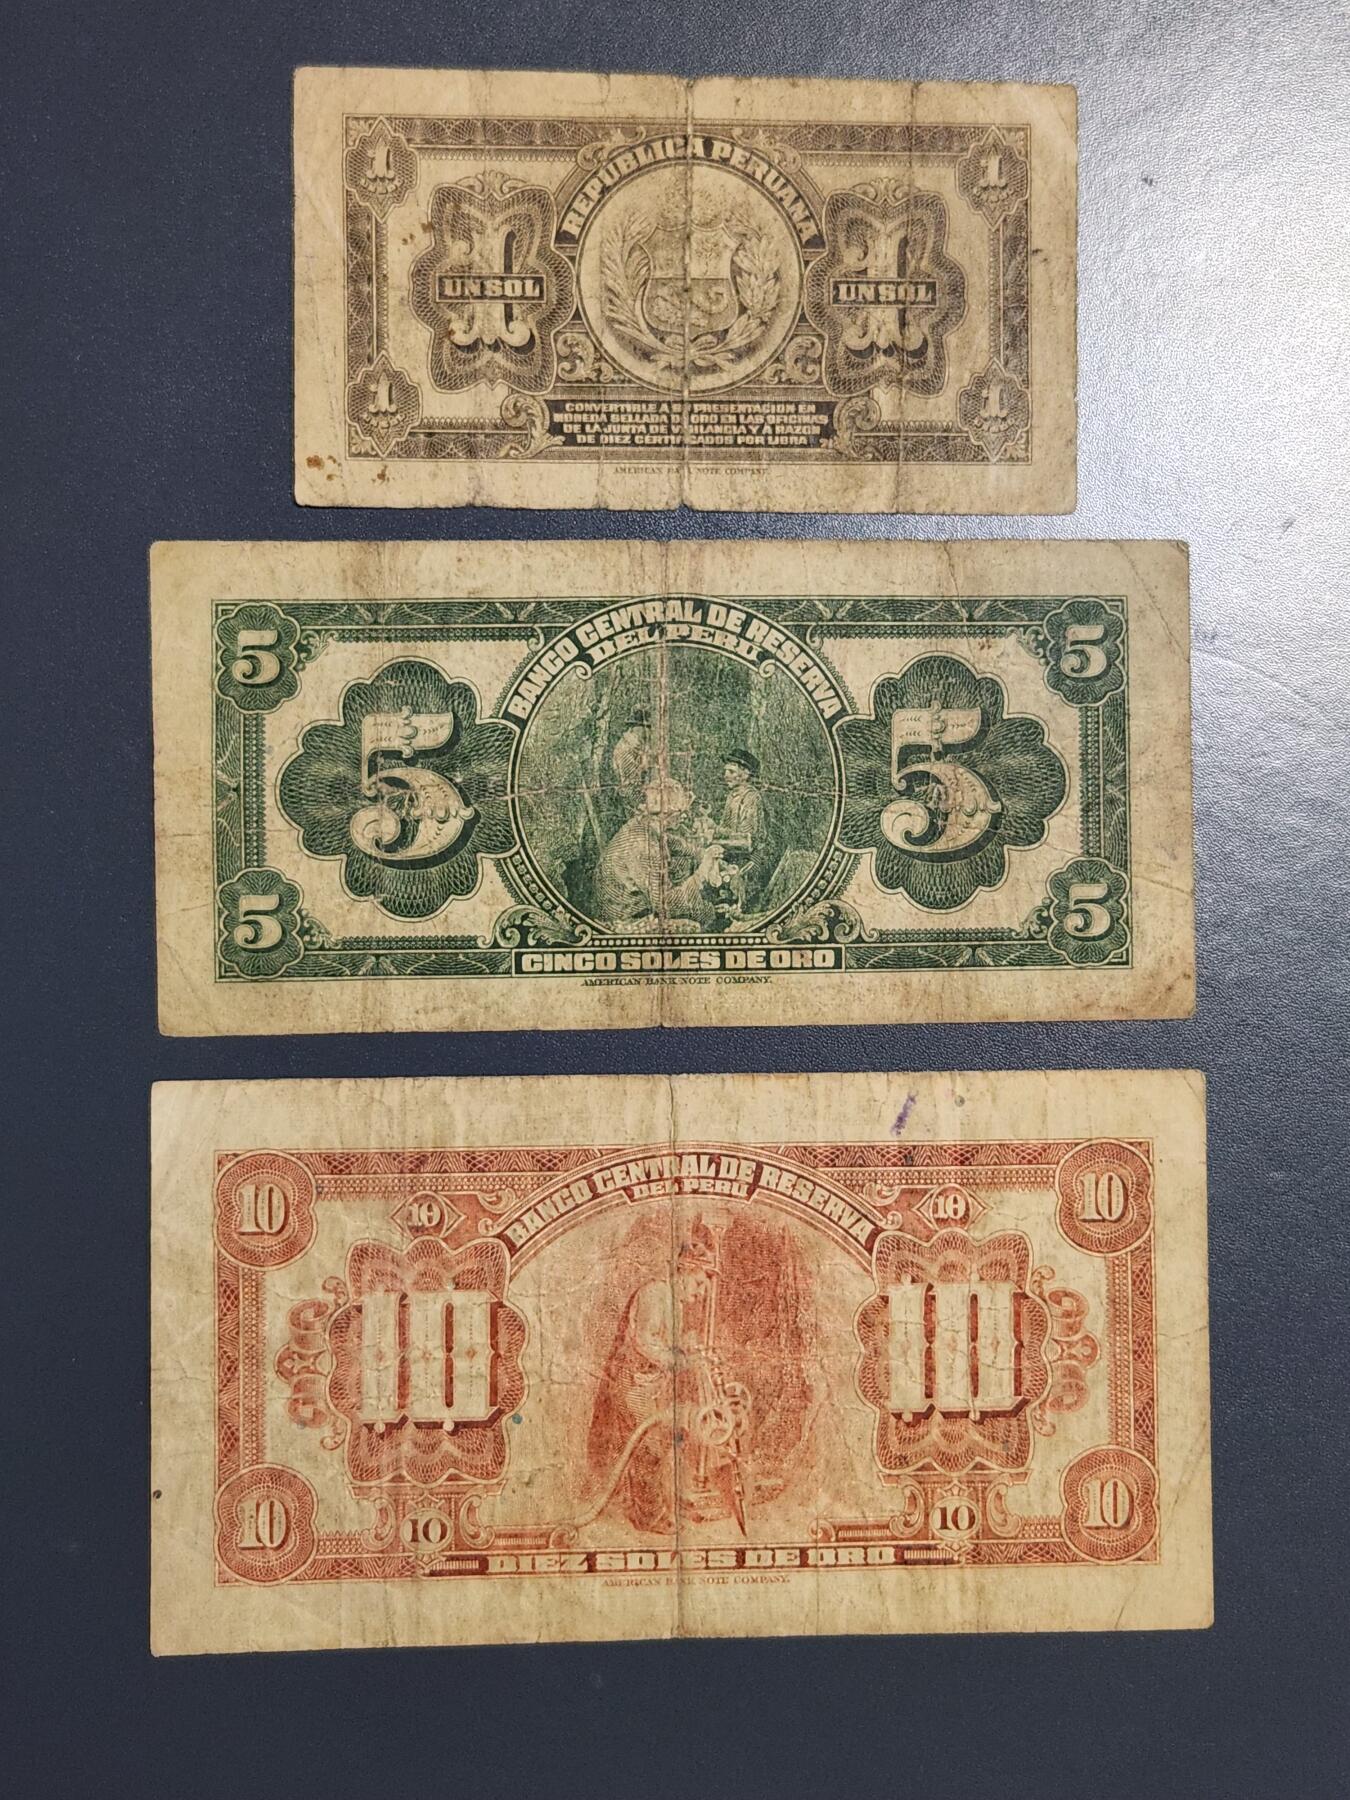 1 1
REPÚBLICA PERUANA
1 1
UN SOL UN SOL
1 1
CONVERTIBLE A SU PRESENTACION EN
MONEDA SELLADA DE ORO EN LAS OFICINAS
DE LA JUNTA DE VIGILANCIA Y Á RAZON
DE DIEZ CERTIFICADOS POR LIBRA
AMERICAN BANK NOTE COMPANY.
BANCO CENTRAL DE RESERVA
DEL PERU
5 5
5 5
5 5
CINCO SOLES DE ORO
AMERICAN BANK NOTE COMPANY.
BANCO CENTRAL DE RESERVA
DEL PERU
10 10 10 10
10 10
10 10 10 10
DIEZ SOLES DE ORO
AMERICAN BANK NOTE COMPANY.